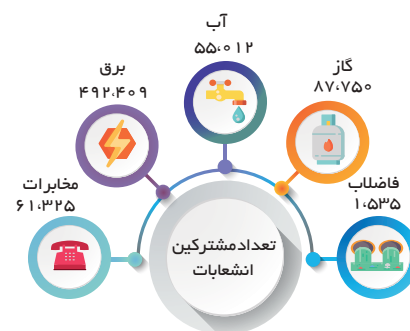 آب
۵۵،۰۱۲
گاز
۸۷،۷۵۰
برق
۴۹۲،۴۰۹
فاضلاب
۱،۵۳۵
مخابرات
۶۱،۳۲۵
تعداد مشترکین
انشعابات